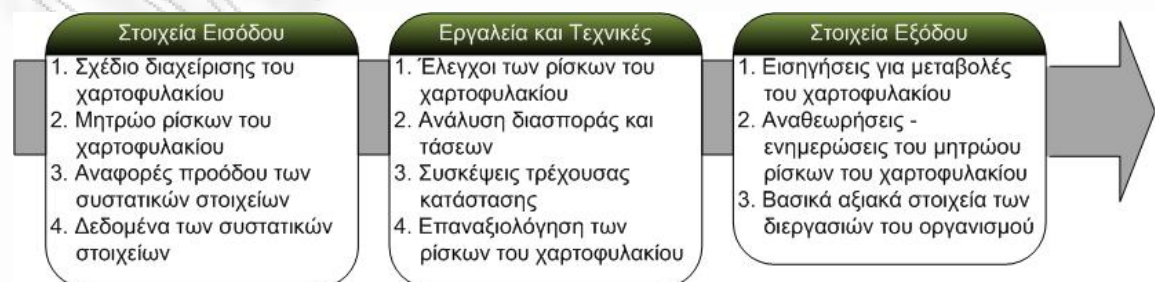 Στοιχεία Εισόδου
1. Σχέδιο διαχείρισης του
χαρτοφυλακίου
2. Μητρώο ρίσκων του
χαρτοφυλακίου
3. Αναφορές προόδου των
συστατικών στοιχείων
4. Δεδομένα των συστατικών
στοιχείων
Εργαλεία και Τεχνικές
1. Έλεγχοι των ρίσκων του
χαρτοφυλακίου
2. Ανάλυση διασποράς και
τάσεων
3. Συσκέψεις τρέχουσας
κατάστασης
4. Επαναξιολόγηση των
ρίσκων του χαρτοφυλακίου
Στοιχεία Εξόδου
1. Εισηγήσεις για μεταβολές
του χαρτοφυλακίου
2. Αναθεωρήσεις -
ενημερώσεις του μητρώου
ρίσκων του χαρτοφυλακίου
3. Βασικά αξιακά στοιχεία των
διεργασιών του οργανισμού